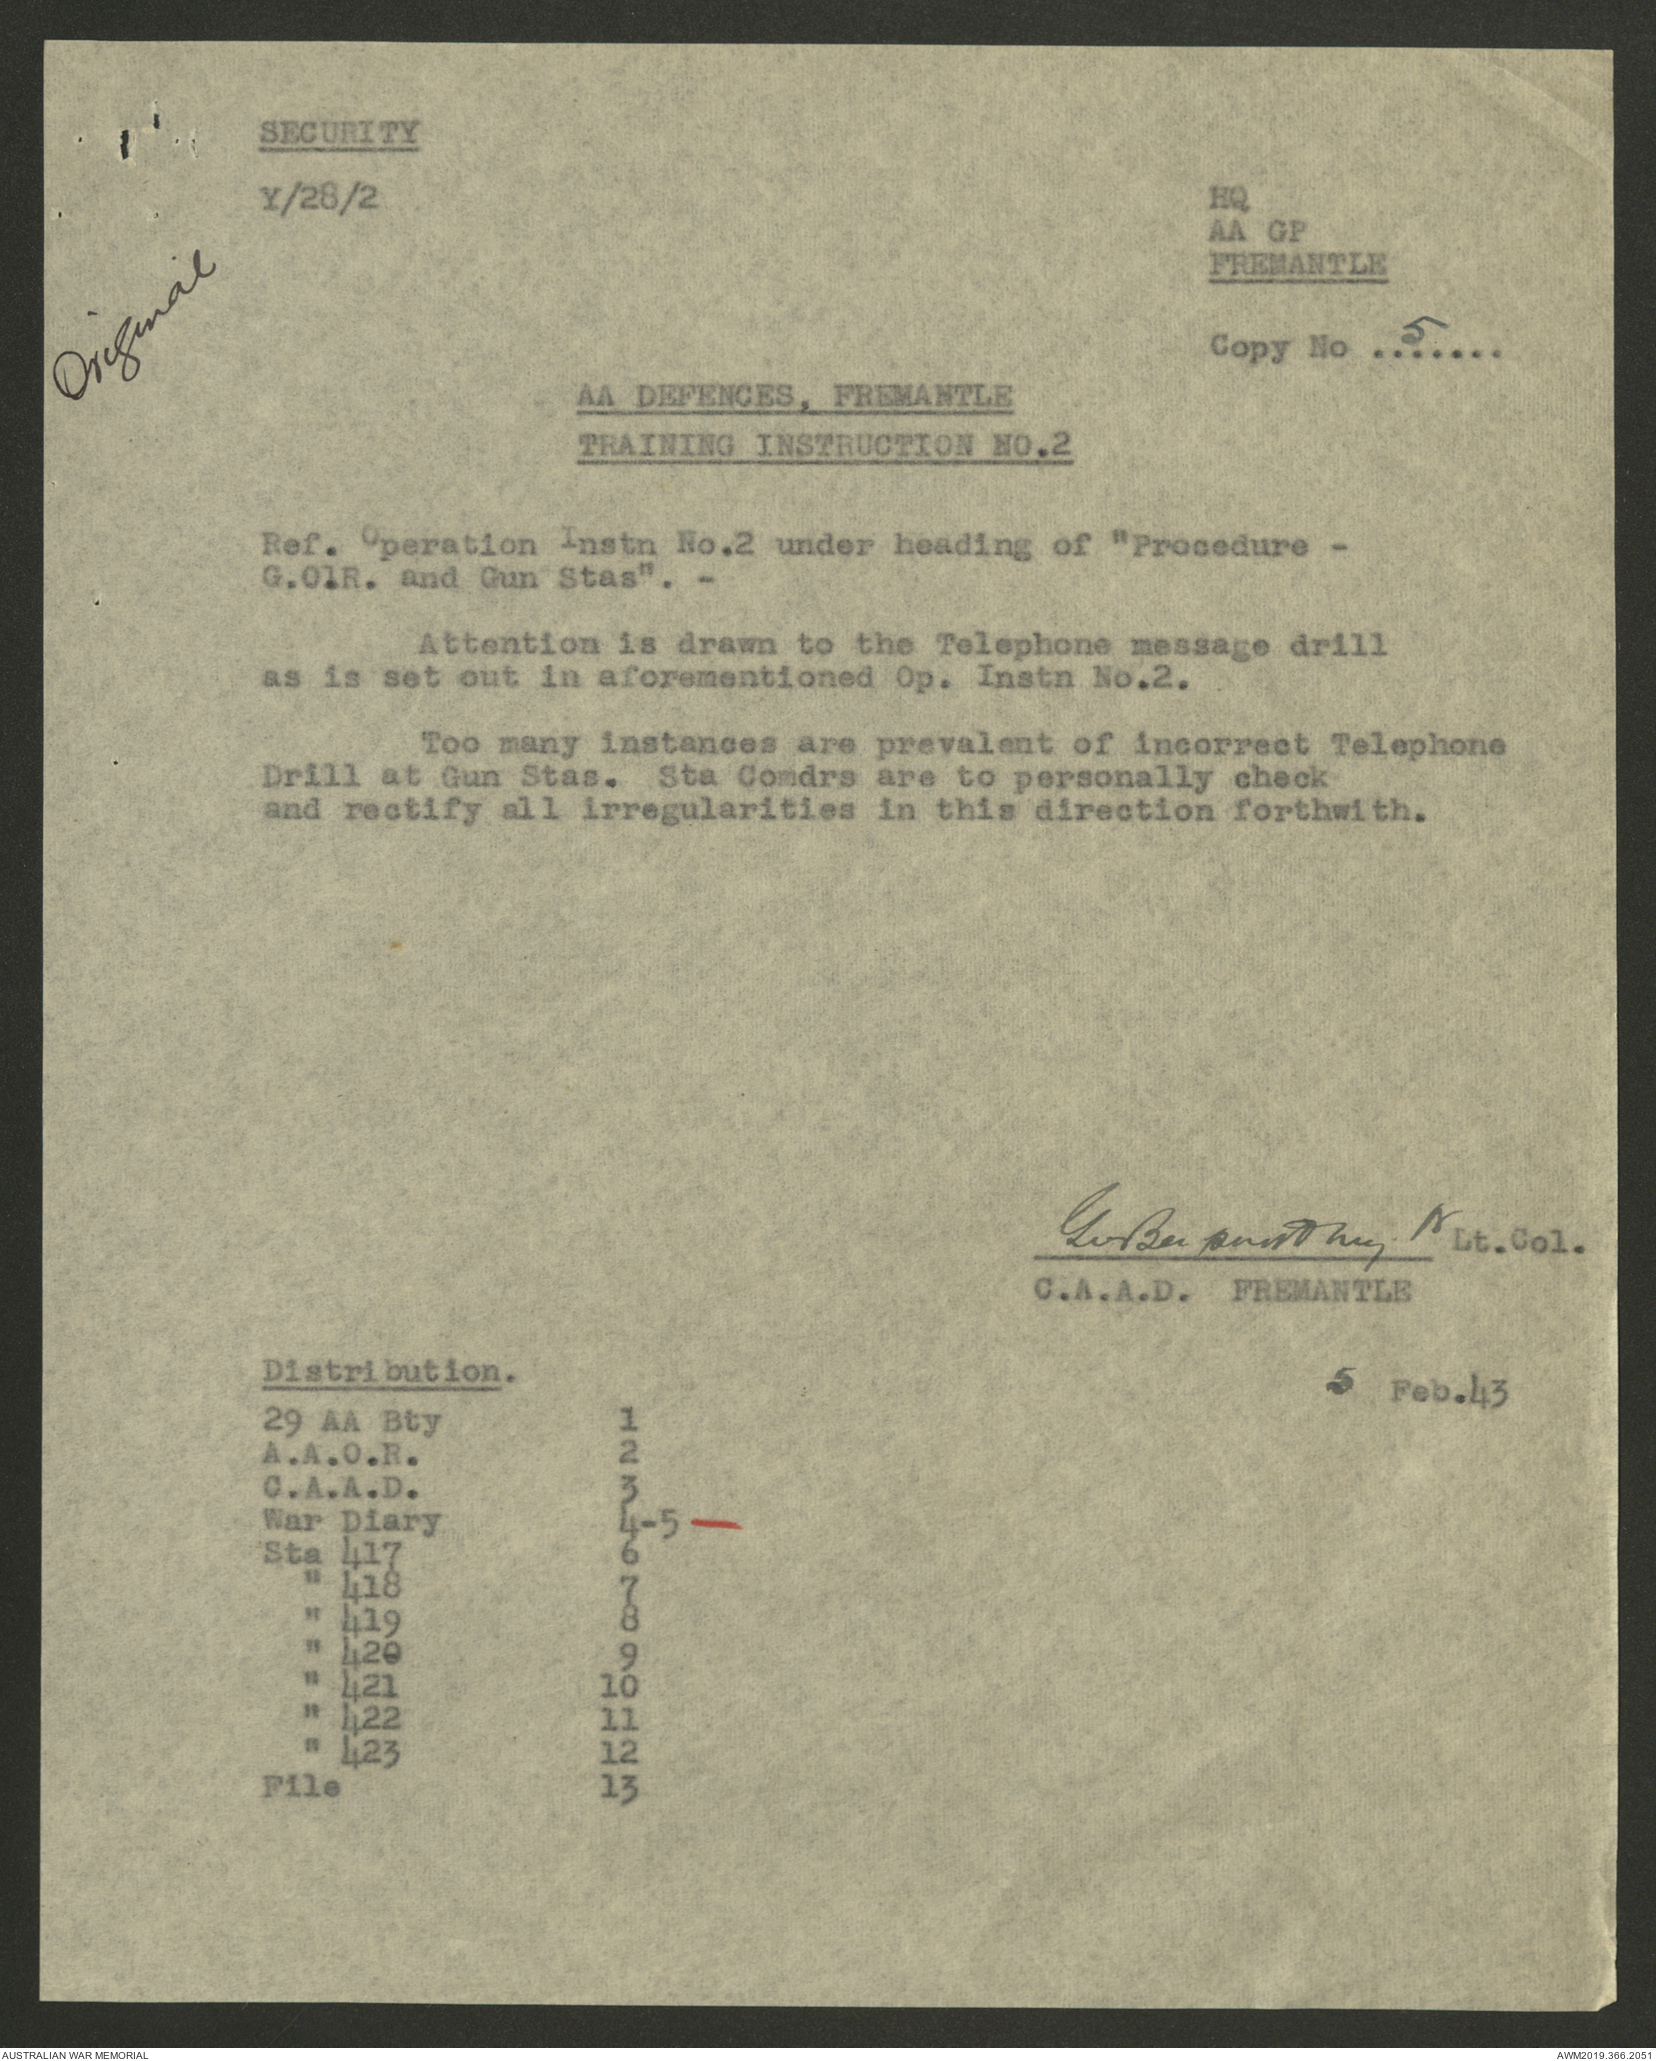 SECURITY
Y/28/2
HQ
AA GP
FREMANTLE
Original
Copy No ..5.....
AA DEFENCES, FREMANTLE
TRAINING INSTRUCTION NO.2
Ref. Operation Instn No.2 under heading of "Procedure -
G.OlR. and Gun Stas". -
Attention is drawn to the Telephone message drill
as is set out in aforementioned Op. Instn No.2.
Too many instances are prevalent of incorrect Telephone
Drill at Gun Stas. Sta Comdrs are to personally check
and rectify all irregularities in this direction forthwith.
Lt.Col.
C.A.A.D. FREMANTLE
5 Feb.43
Distribution.
29 AA Bty 1
A.A.O.R. 2
C.A.A.D. 3
War Diary 4-5 —
Sta 417 6
" 418 7
" 419 8
" 420 9
" 421 10
" 422 11
" 423 12
File 13
AUSTRALIAN WAR MEMORIAL
AWM2019.366.2051